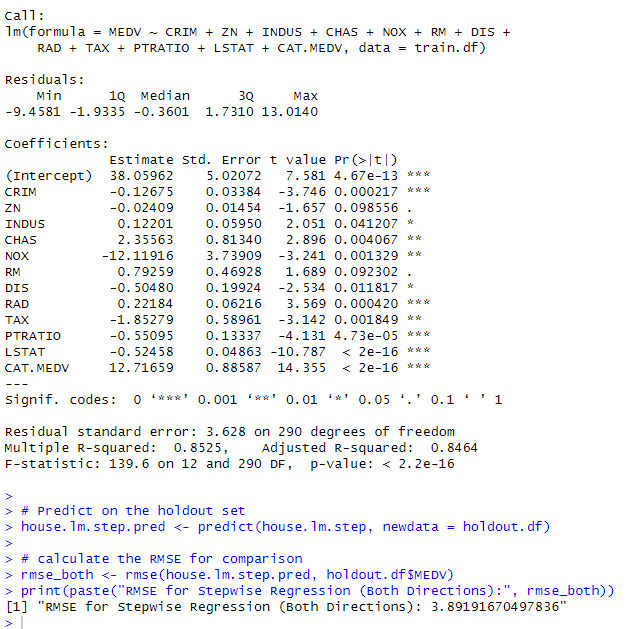 Call:
lm(formula = MEDV ~ CRIM + ZN + INDUS + CHAS + NOX + RM + DIS +
    RAD + TAX + PTRATIO + LSTAT + CAT.MEDV, data = train.df)

Residuals:
    Min      1Q  Median      3Q     Max
-9.4581 -1.9335 -0.3601  1.7310 13.0140

Coefficients:
             Estimate Std. Error t value Pr(>|t|)
(Intercept)  38.05962    5.02072   7.581 4.67e-13 ***
CRIM         -0.12675    0.03384  -3.746 0.000217 ***
ZN           -0.02409    0.01454  -1.657 0.098556 .
INDUS         0.12201    0.05950   2.051 0.041207 *
CHAS          2.35563    0.81340   2.896 0.004067 **
NOX         -12.11916    3.73909  -3.241 0.001329 **
RM            0.79259    0.46928   1.689 0.092302 .
DIS          -0.50480    0.19924  -2.534 0.011817 *
RAD           0.22184    0.06216   3.569 0.000420 ***
TAX          -1.85279    0.58961  -3.142 0.001849 **
PTRATIO      -0.55095    0.13337  -4.131 4.73e-05 ***
LSTAT        -0.52458    0.04863 -10.787  < 2e-16 ***
CAT.MEDV     12.71659    0.88587  14.355  < 2e-16 ***
---
Signif. codes:  0 ‘***’ 0.001 ‘**’ 0.01 ‘*’ 0.05 ‘.’ 0.1 ‘ ’ 1

Residual standard error: 3.628 on 290 degrees of freedom
Multiple R-squared:  0.8525,    Adjusted R-squared:  0.8464
F-statistic: 139.6 on 12 and 290 DF,  p-value: < 2.2e-16

>
> # Predict on the holdout set
> house.lm.step.pred <- predict(house.lm.step, newdata = holdout.df)
>
> # calculate the RMSE for comparison
> rmse_both <- rmse(house.lm.step.pred, holdout.df$MEDV)
> print(paste("RMSE for Stepwise Regression (Both Directions):", rmse_both))
[1] "RMSE for Stepwise Regression (Both Directions): 3.89191670497836"
>